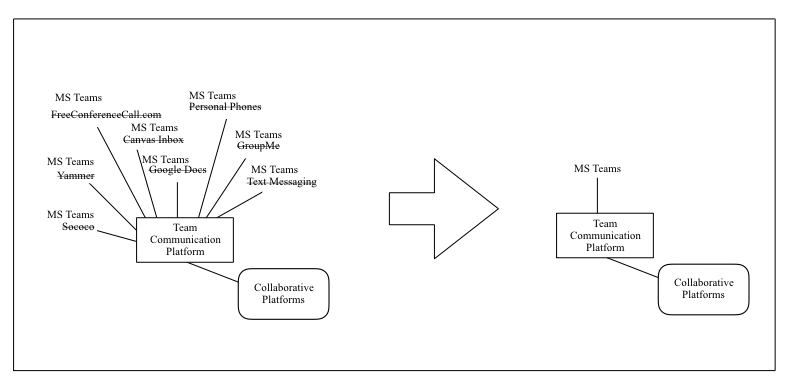 MS Teams
FreeConferenceCall.com
MS Teams
Personal Phones
MS Teams
Canvas Inbox
MS Teams
GroupMe
MS Teams
Google Docs
MS Teams
Yammer
MS Teams
Text Messaging
MS Teams
Sococo
Team
Communication
Platform
Collaborative
Platforms
MS Teams
Team
Communication
Platform
Collaborative
Platforms